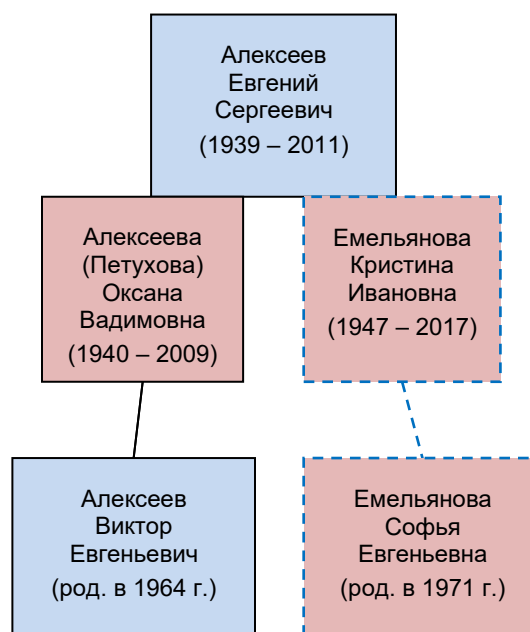 Алексеев
Евгений
Сергеевич
(1939 – 2011)
Алексеева
(Петухова)
Оксана
Вадимовна
(1940 – 2009)
Емельянова
Кристина
Ивановна
(1947 – 2017)
Алексеев
Виктор
Евгеньевич
(род. в 1964 г.)
Емельянова
Софья
Евгеньевна
(род. в 1971 г.)